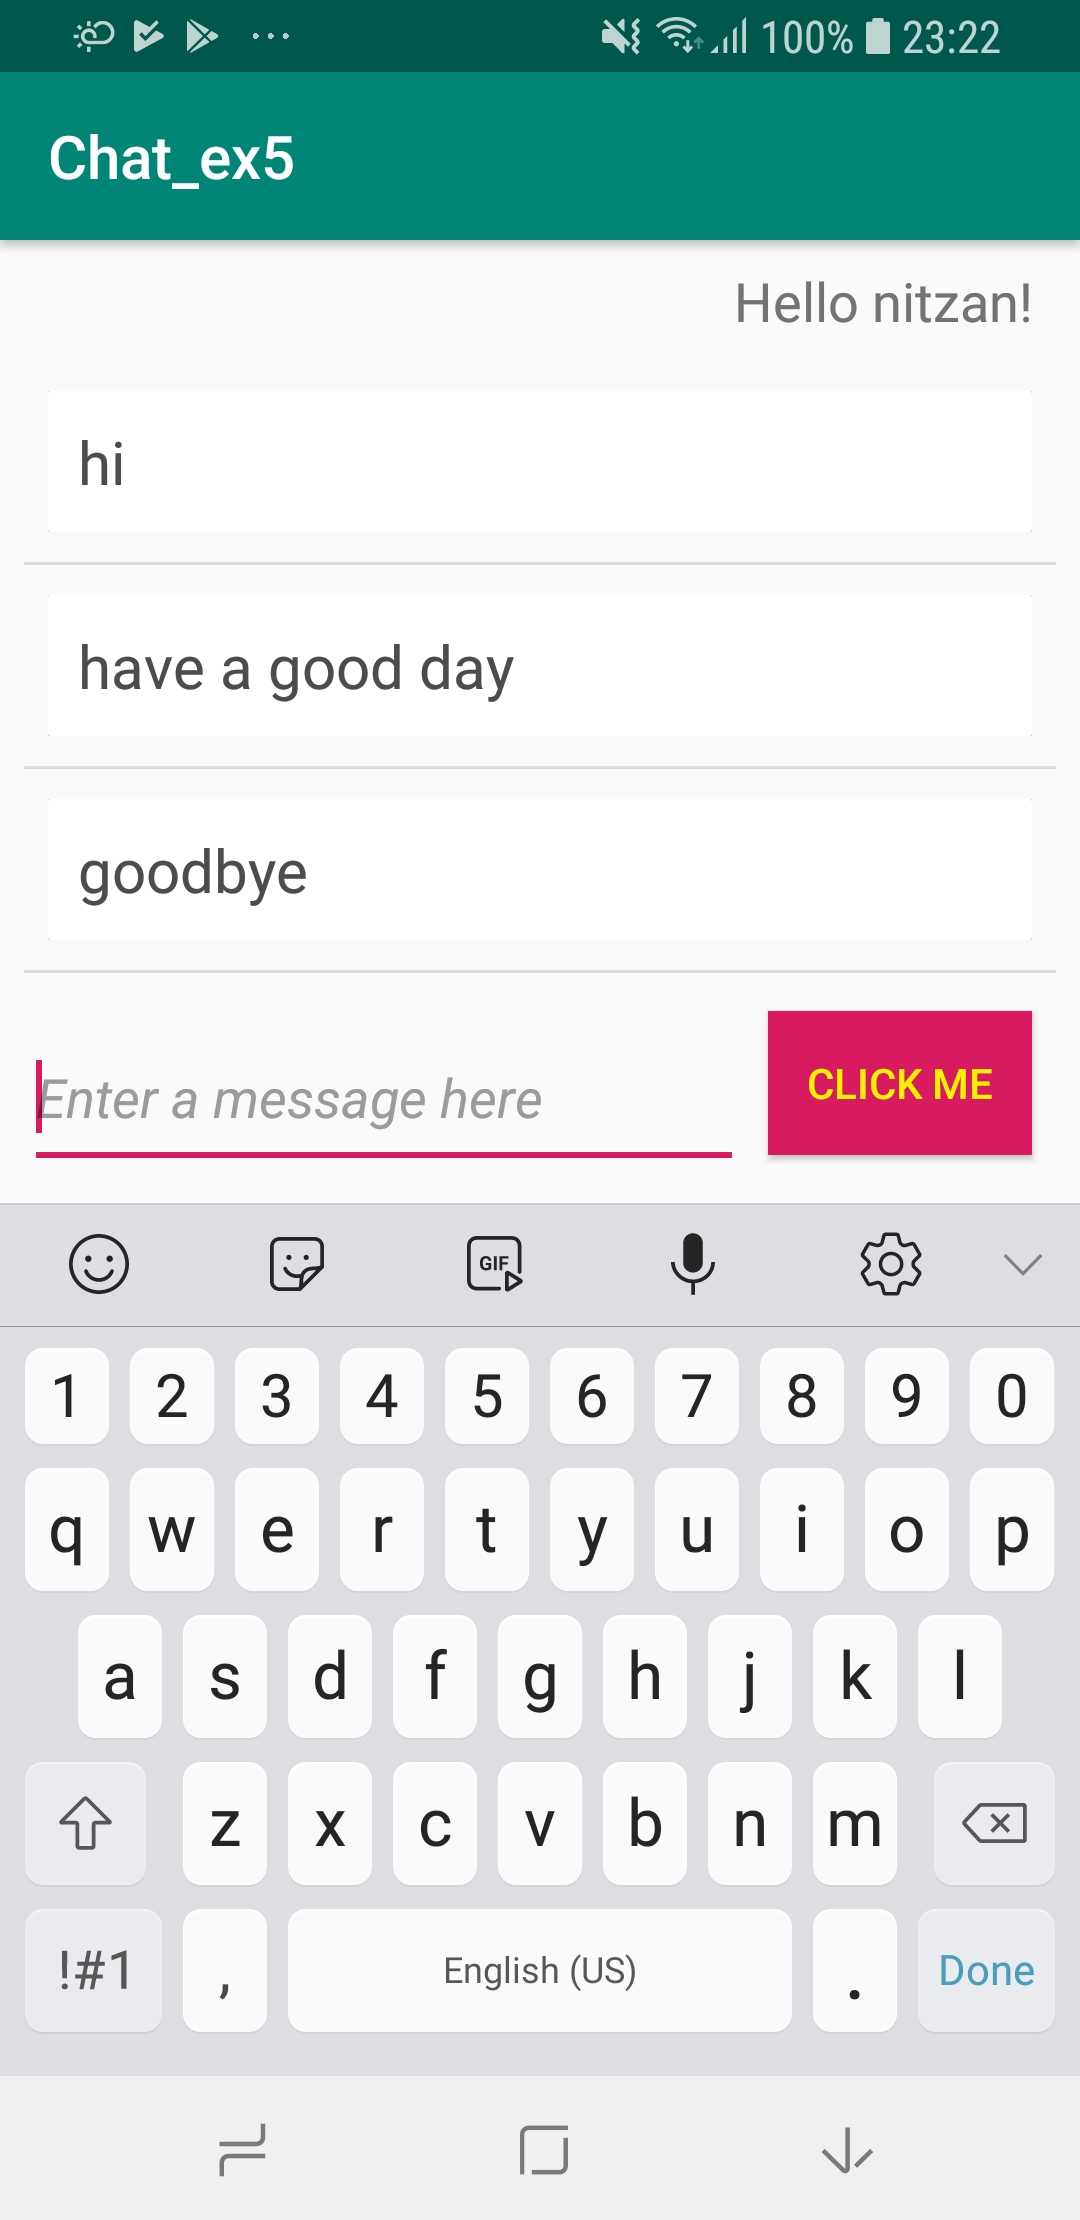 100% 23:22
Chat_ex5
Hello nitzan!
hi
have a good day
goodbye
Enter a message here
CLICK ME
GIF
1 2 3 4 5 6 7 8 9 0
q w e r t y u i o p
a s d f g h j k l
z x c v b n m
!#1 , English (US) . Done